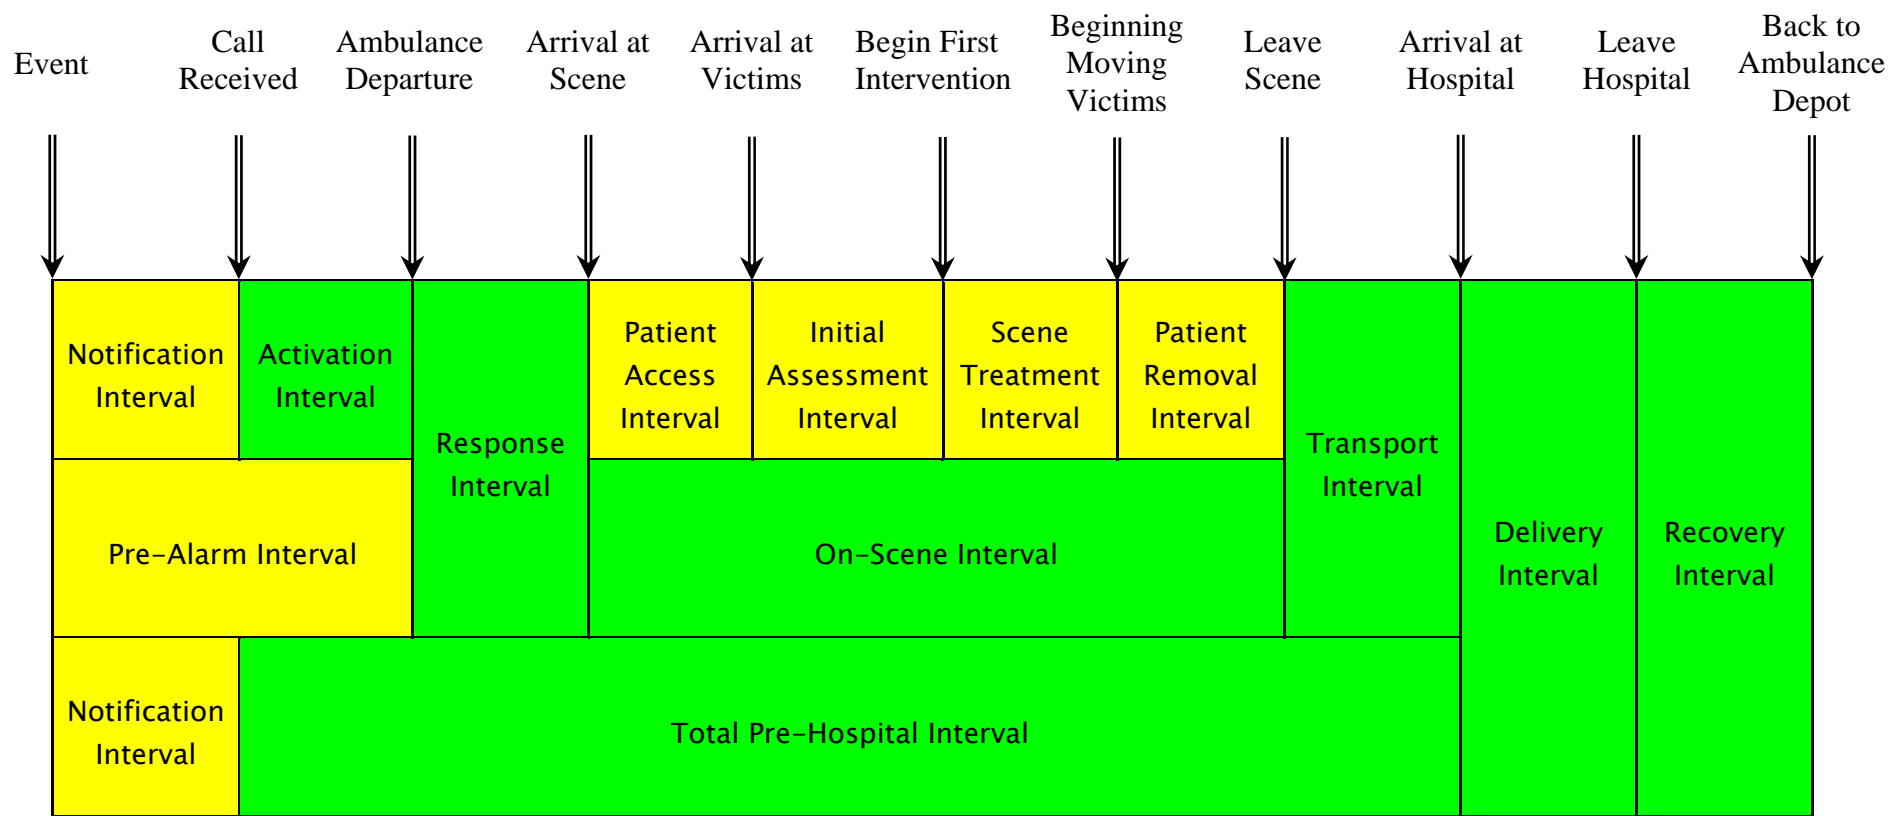 Event
Call
Received
Ambulance
Departure
Arrival at
Scene
Arrival at
Victims
Begin First
Intervention
Beginning
Moving
Victims
Leave
Scene
Arrival at
Hospital
Leave
Hospital
Back to
Ambulance
Depot
Notification
Interval
Activation
Interval
Response
Interval
Patient
Access
Interval
Initial
Assessment
Interval
Scene
Treatment
Interval
Patient
Removal
Interval
Transport
Interval
Delivery
Interval
Recovery
Interval
Pre-Alarm Interval
On-Scene Interval
Notification
Interval
Total Pre-Hospital Interval